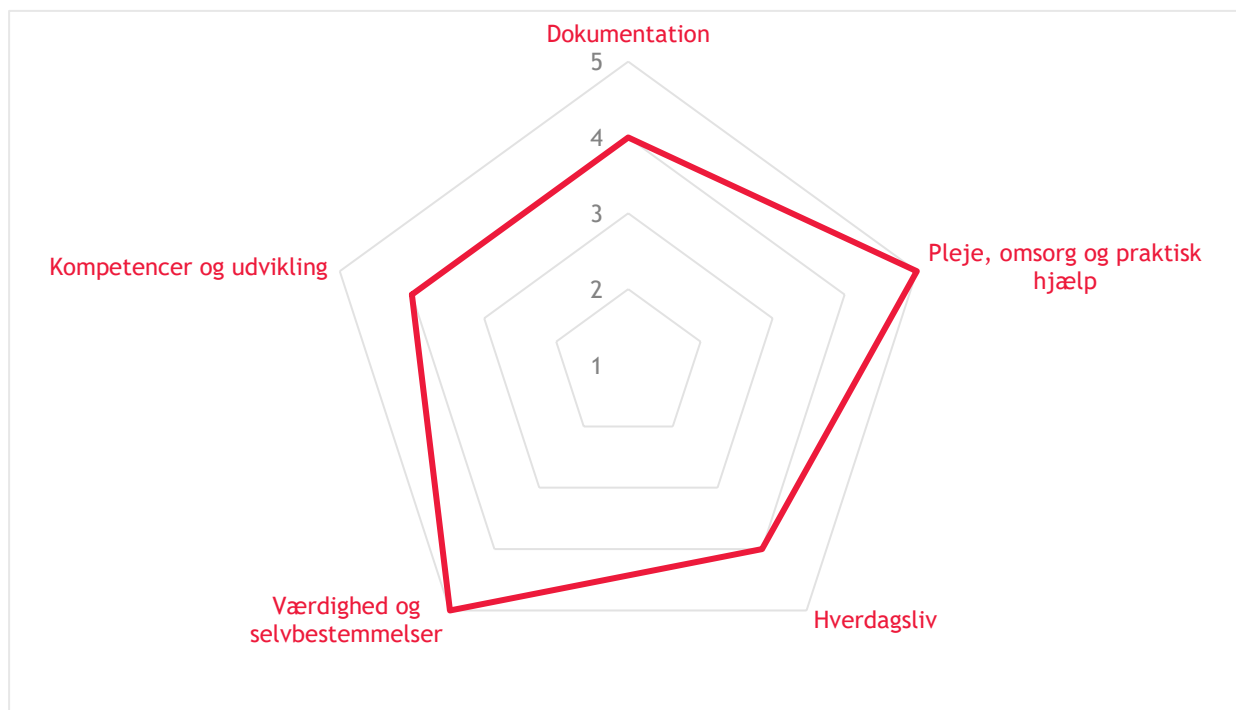 Dokumentation
5
4
3
2
1
Pleje, omsorg og praktisk
hjælp
Hverdagsliv
Værdighed og
selvbestemmelser
Kompetencer og udvikling